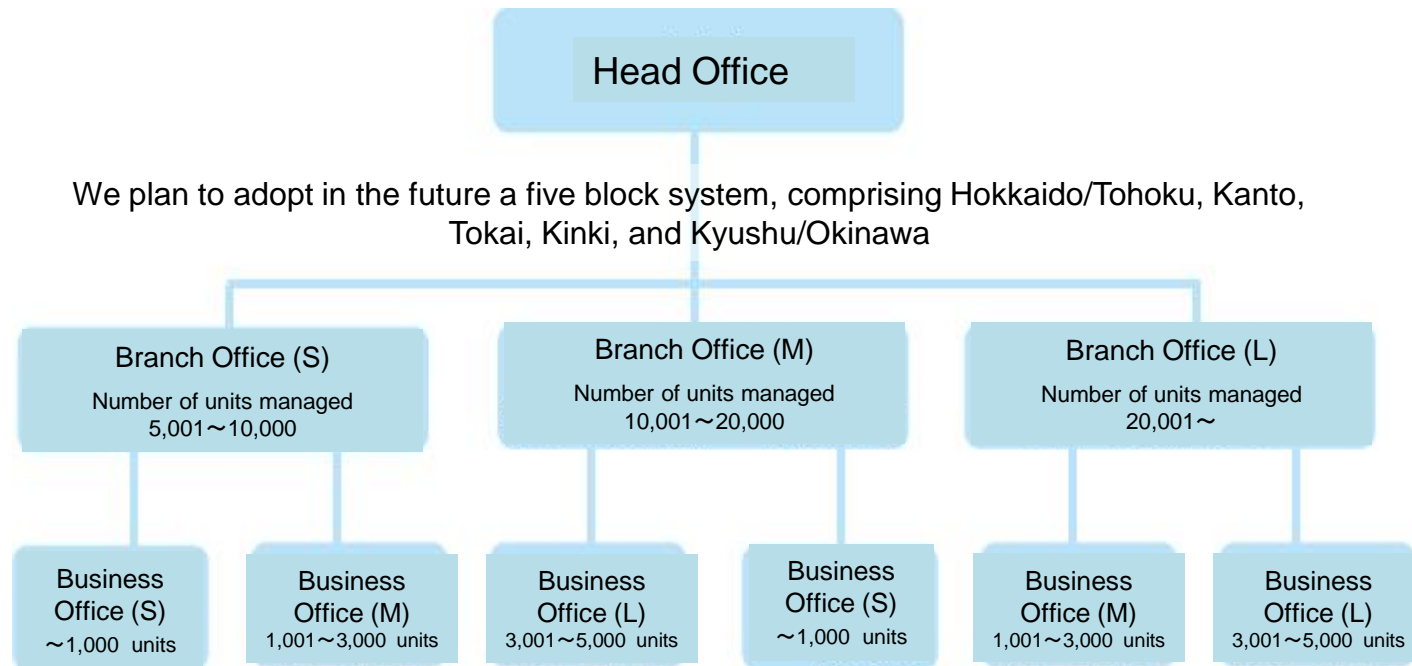 Head Office
We plan to adopt in the future a five block system, comprising Hokkaido/Tohoku, Kanto,
Tokai, Kinki, and Kyushu/Okinawa
Branch Office (S)
Number of units managed
5,001～10,000
Branch Office (M)
Number of units managed
10,001～20,000
Branch Office (L)
Number of units managed
20,001～
Business
Office (S)
～1,000 units
Business
Office (M)
1,001～3,000 units
Business
Office (L)
3,001～5,000 units
Business
Office (S)
～1,000 units
Business
Office (M)
1,001～3,000 units
Business
Office (L)
3,001～5,000 units